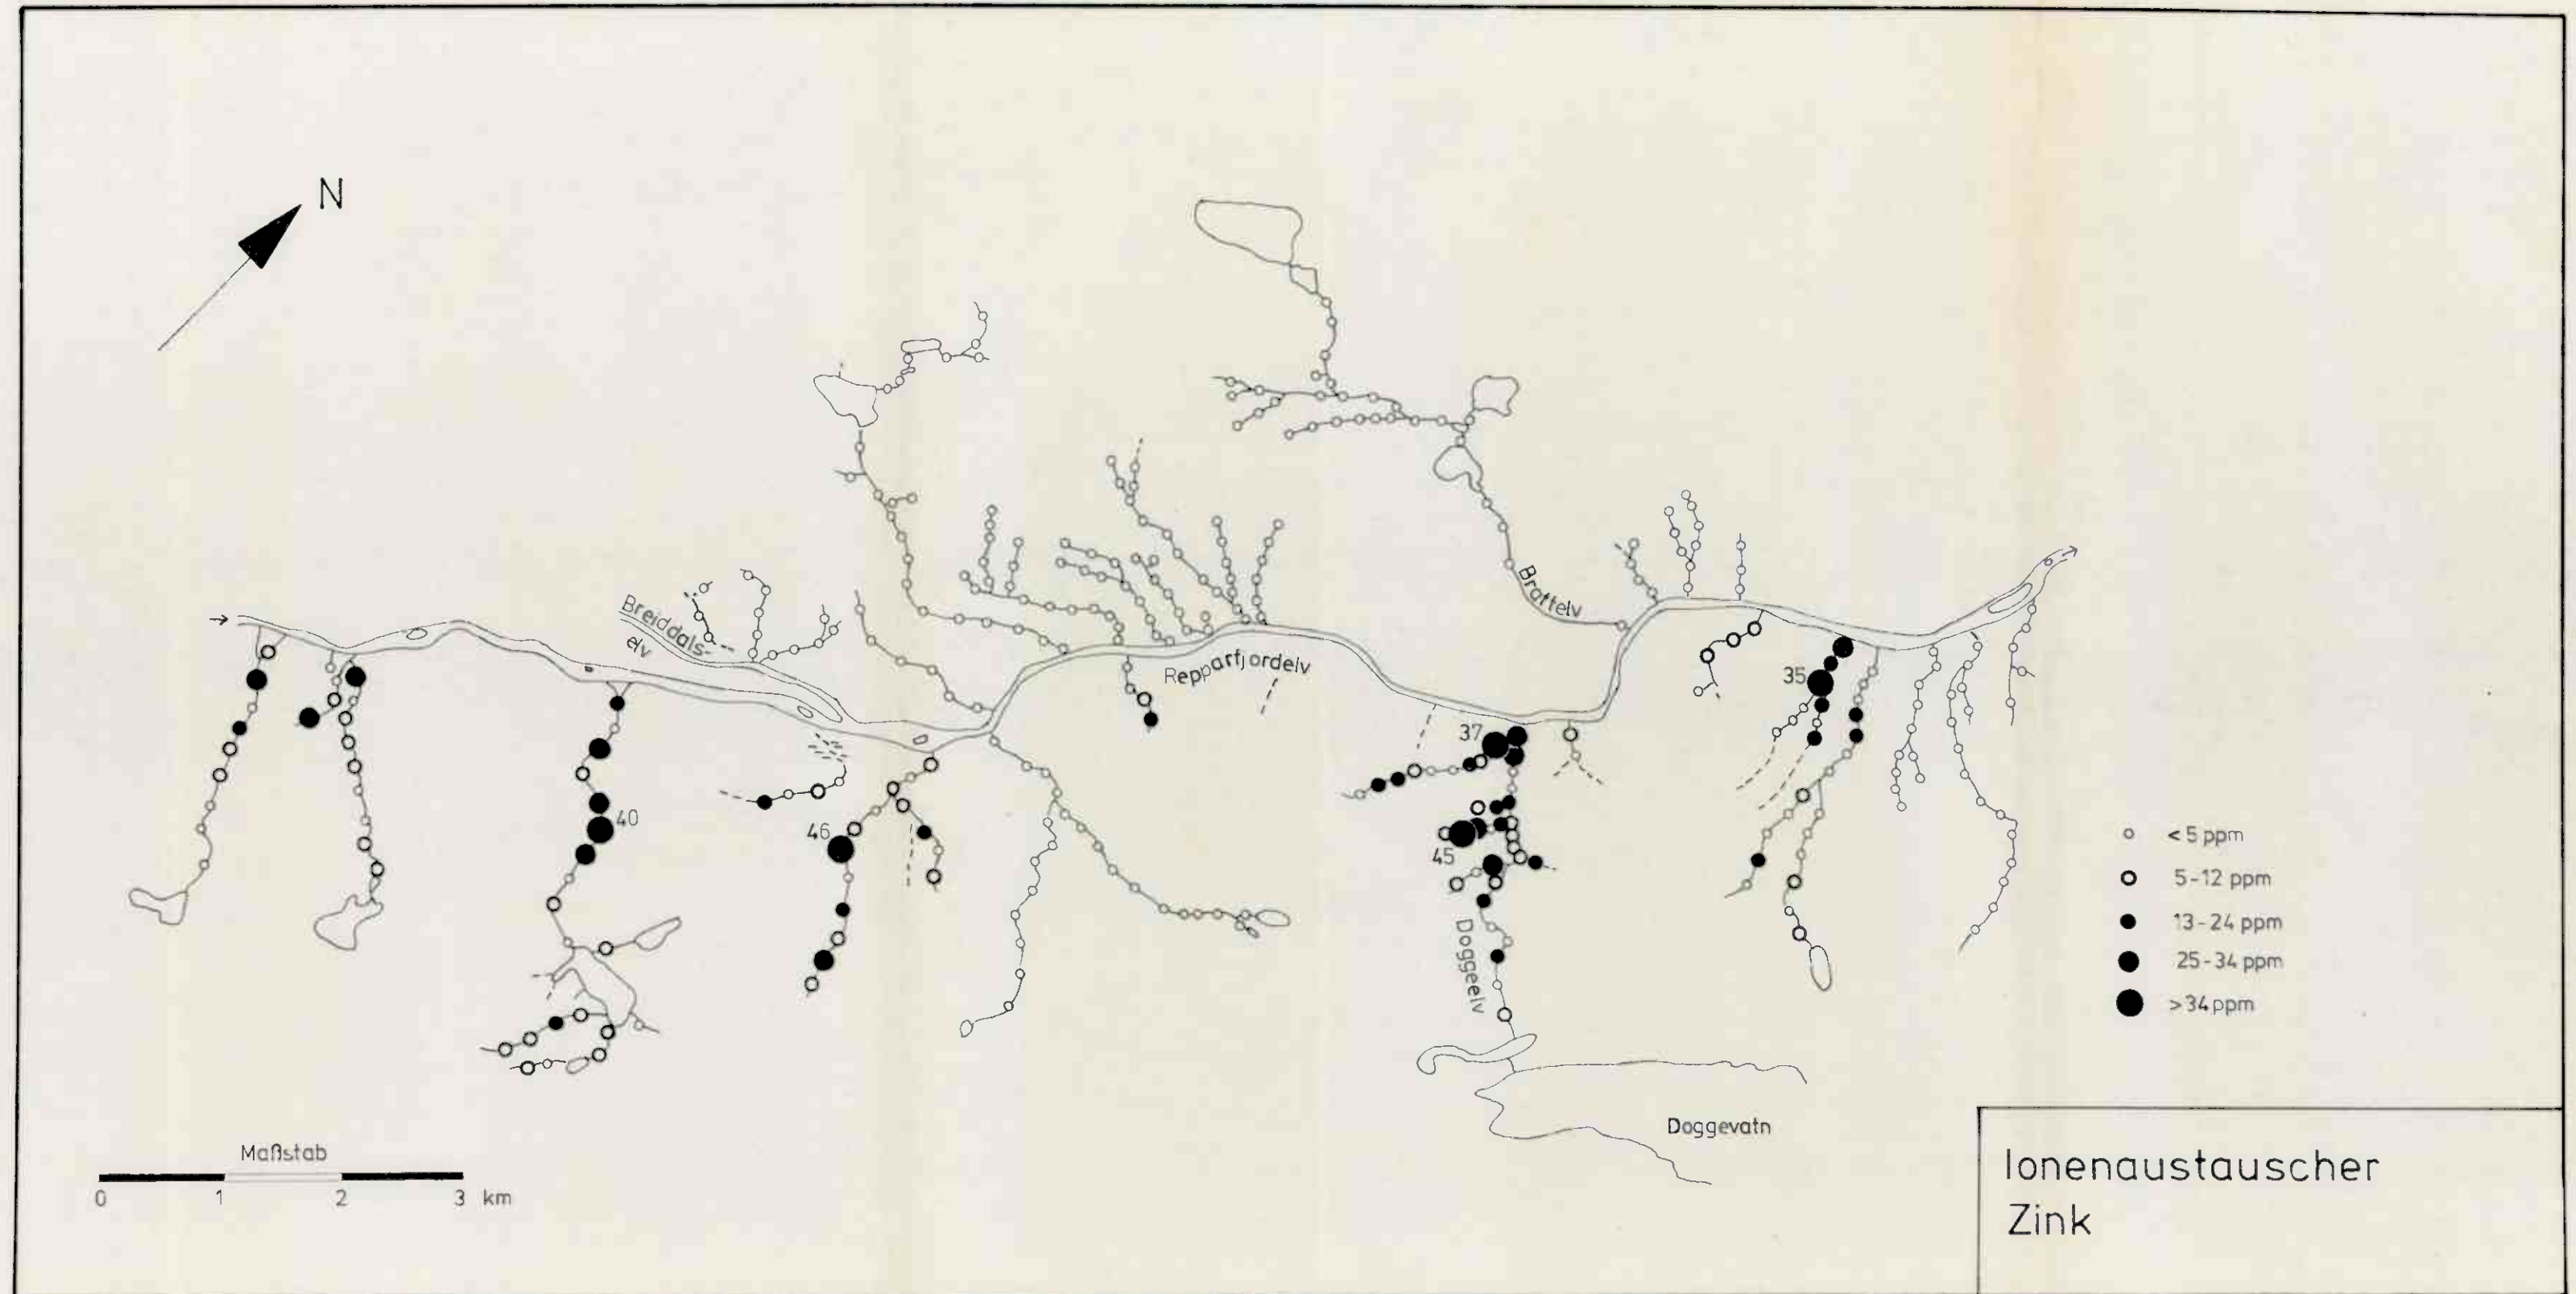 N
Breiddals-
elv
Repparfjordelv
Brattelv
35
37
40
46
45
Doggeelv
Doggevatn
< 5 ppm
5-12 ppm
13-24 ppm
25-34 ppm
>34 ppm
Maßstab
0 1 2 3 km
Ionenaustauscher
Zink